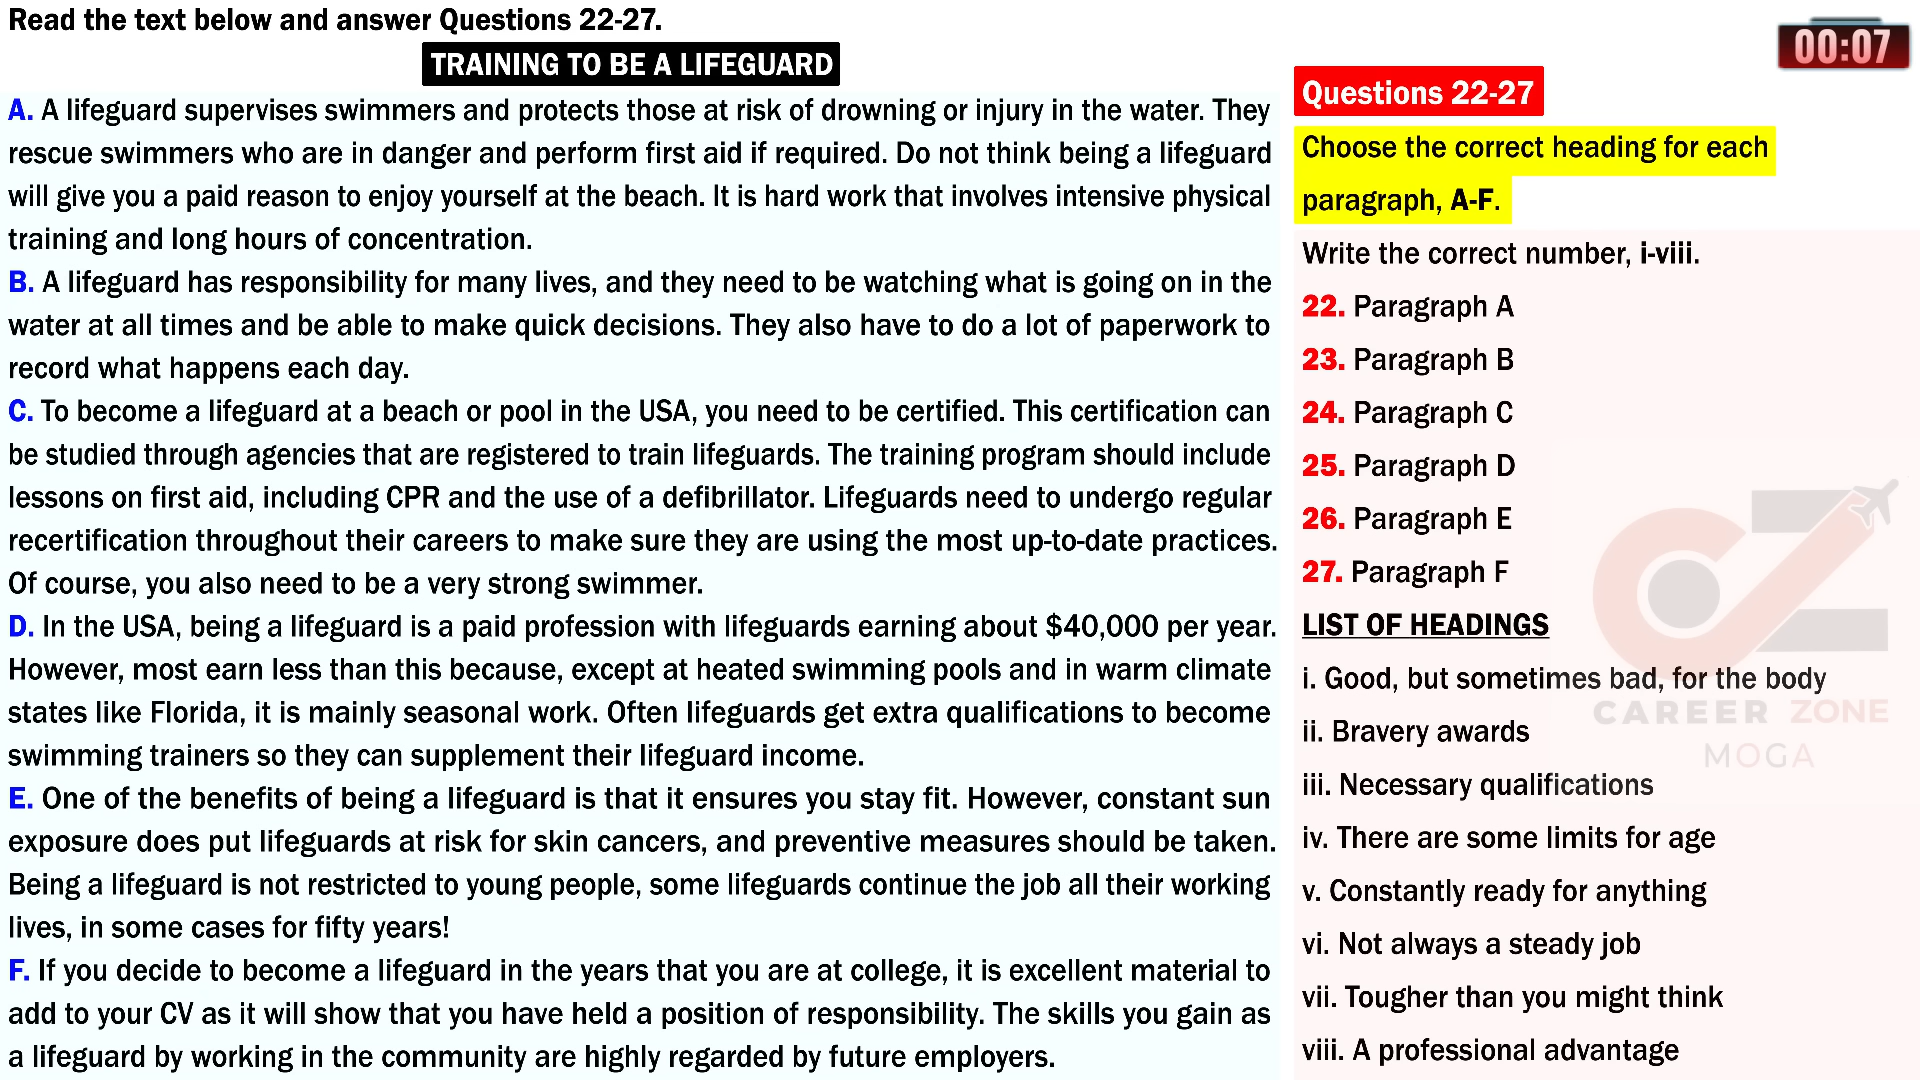 Read the text below and answer Questions 22-27.
TRAINING TO BE A LIFEGUARD
A. A lifeguard supervises swimmers and protects those at risk of drowning or injury in the water. They
rescue swimmers who are in danger and perform first aid if required. Do not think being a lifeguard
will give you a paid reason to enjoy yourself at the beach. It is hard work that involves intensive physical
training and long hours of concentration.
B. A lifeguard has responsibility for many lives, and they need to be watching what is going on in the
water at all times and be able to make quick decisions. They also have to do a lot of paperwork to
record what happens each day.
C. To become a lifeguard at a beach or pool in the USA, you need to be certified. This certification can
be studied through agencies that are registered to train lifeguards. The training program should include
lessons on first aid, including CPR and the use of a defibrillator. Lifeguards need to undergo regular
recertification throughout their careers to make sure they are using the most up-to-date practices.
Of course, you also need to be a very strong swimmer.
D. In the USA, being a lifeguard is a paid profession with lifeguards earning about $40,000 per year.
However, most earn less than this because, except at heated swimming pools and in warm climate
states like Florida, it is mainly seasonal work. Often lifeguards get extra qualifications to become
swimming trainers so they can supplement their lifeguard income.
E. One of the benefits of being a lifeguard is that it ensures you stay fit. However, constant sun
exposure does put lifeguards at risk for skin cancers, and preventive measures should be taken.
Being a lifeguard is not restricted to young people, some lifeguards continue the job all their working
lives, in some cases for fifty years!
F. If you decide to become a lifeguard in the years that you are at college, it is excellent material to
add to your CV as it will show that you have held a position of responsibility. The skills you gain as
a lifeguard by working in the community are highly regarded by future employers.
00:07
Questions 22-27
Choose the correct heading for each
paragraph, A-F.
Write the correct number, i-viii.
22. Paragraph A
23. Paragraph B
24. Paragraph C
25. Paragraph D
26. Paragraph E
27. Paragraph F
LIST OF HEADINGS
i. Good, but sometimes bad, for the body
ii. Bravery awards
iii. Necessary qualifications
iv. There are some limits for age
v. Constantly ready for anything
vi. Not always a steady job
vii. Tougher than you might think
viii. A professional advantage
CAREER ZONE
MOGA